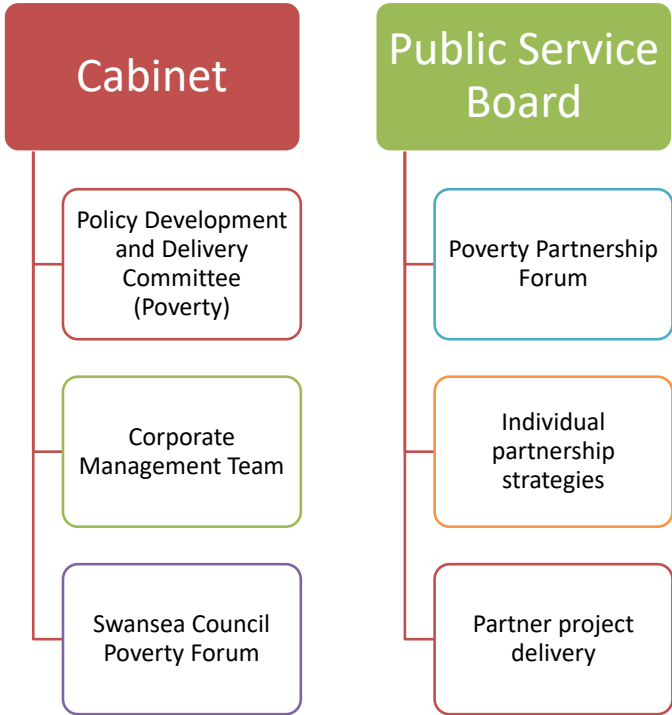 Cabinet
Policy Development
and Delivery
Committee
(Poverty)
Corporate
Management Team
Swansea Council
Poverty Forum
Public Service
Board
Poverty Partnership
Forum
Individual
partnership
strategies
Partner project
delivery